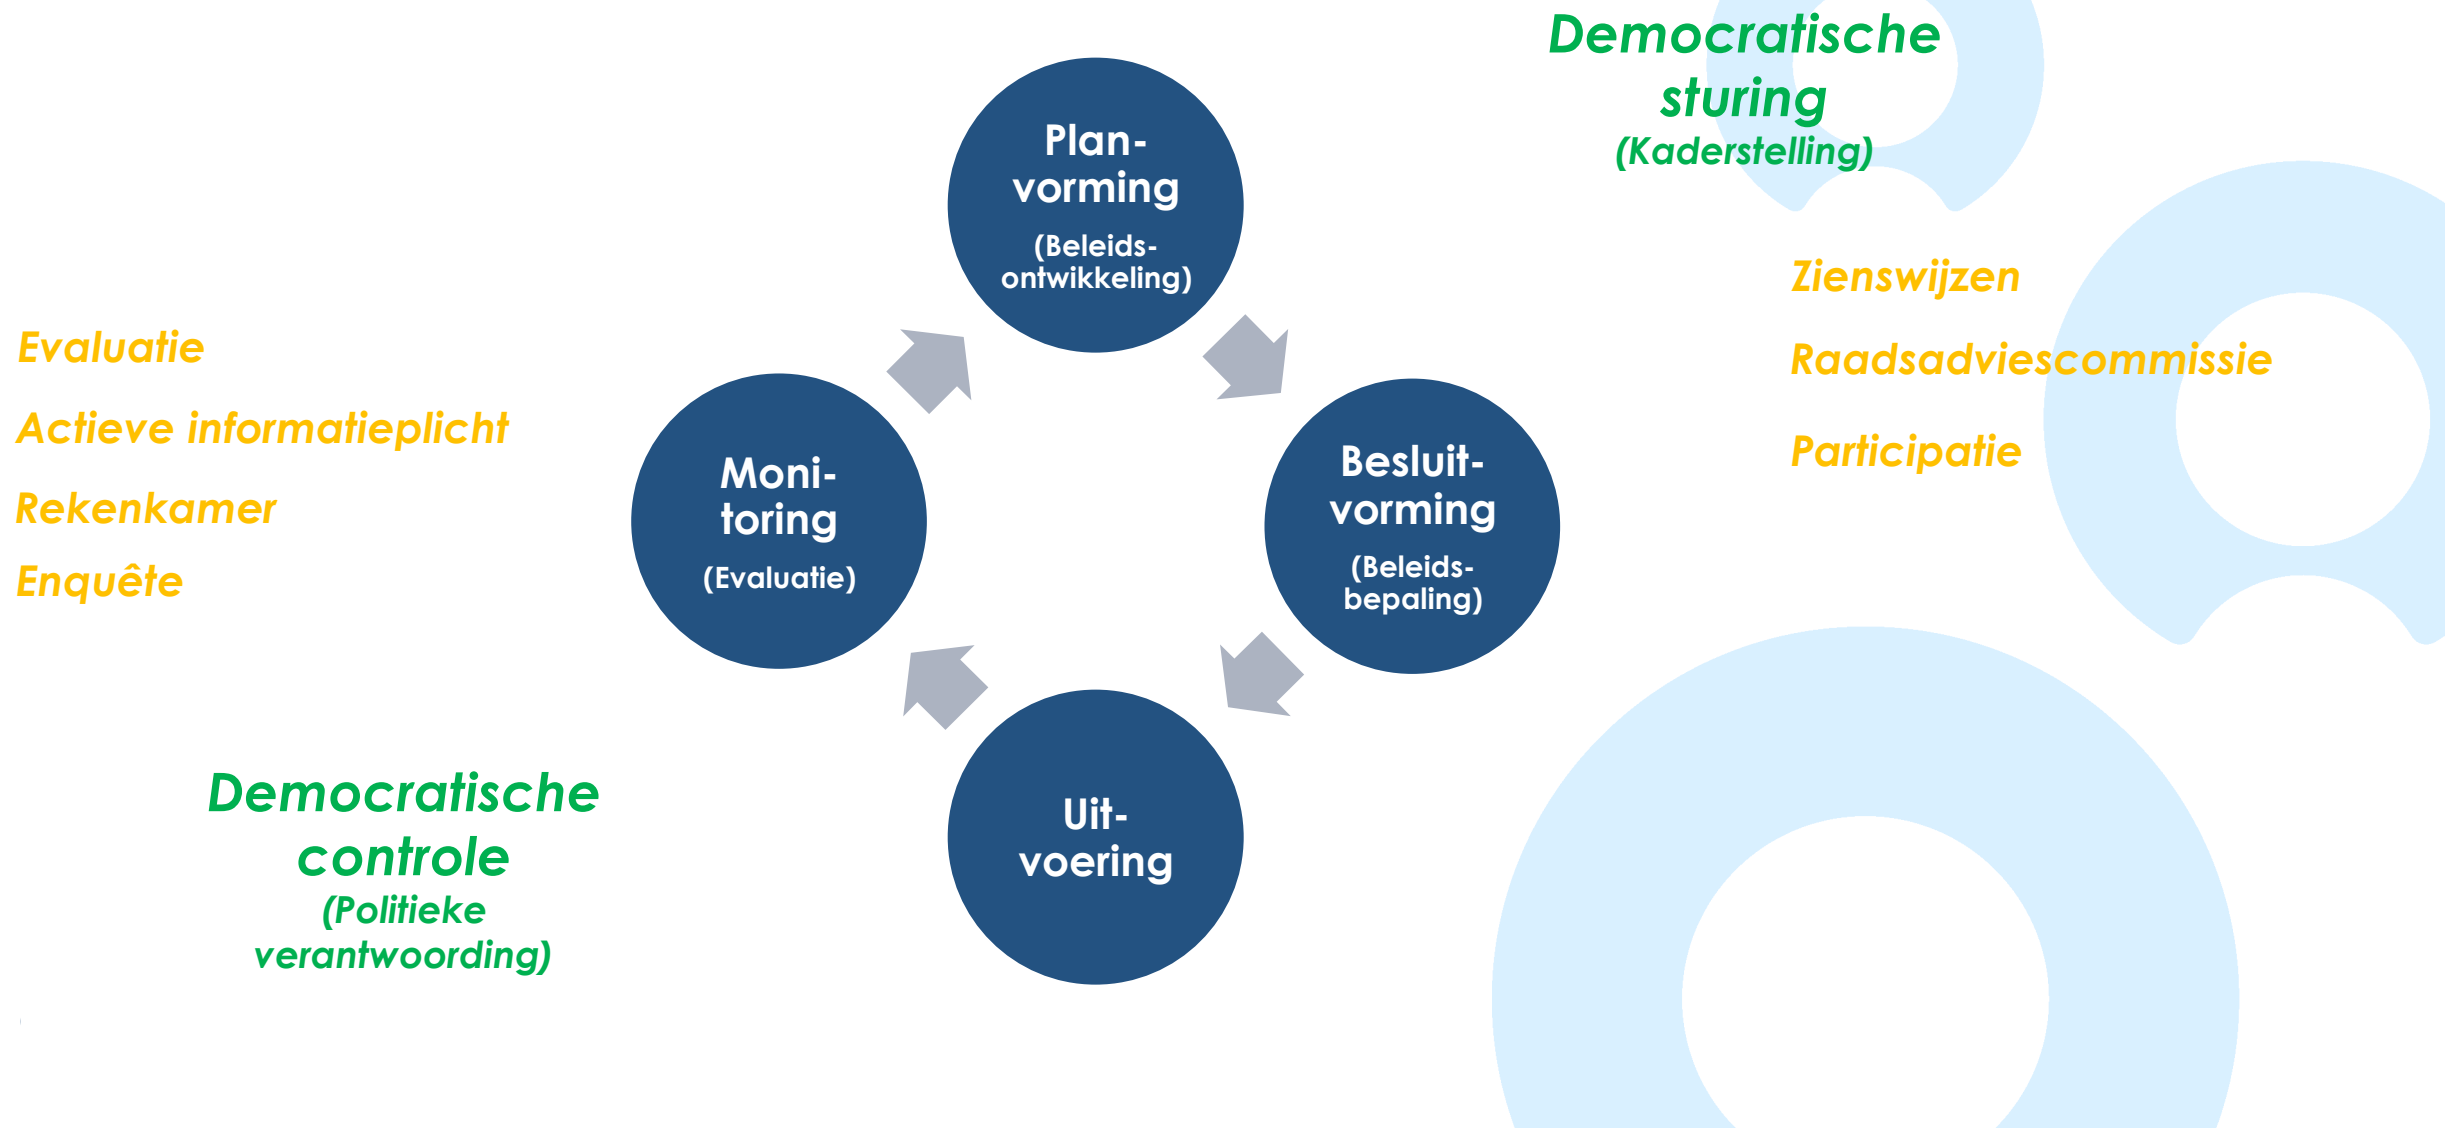 Democratische
sturing
(Kaderstelling)
Plan-
vorming
(Beleids-
ontwikkeling)
Zienswijzen
Raadsadviescommissie
Participatie
Besluit-
vorming
(Beleids-
bepaling)
Uit-
voering
Moni-
toring
(Evaluatie)
Evaluatie
Actieve informatieplicht
Rekenkamer
Enquête
Democratische
controle
(Politieke
verantwoording)